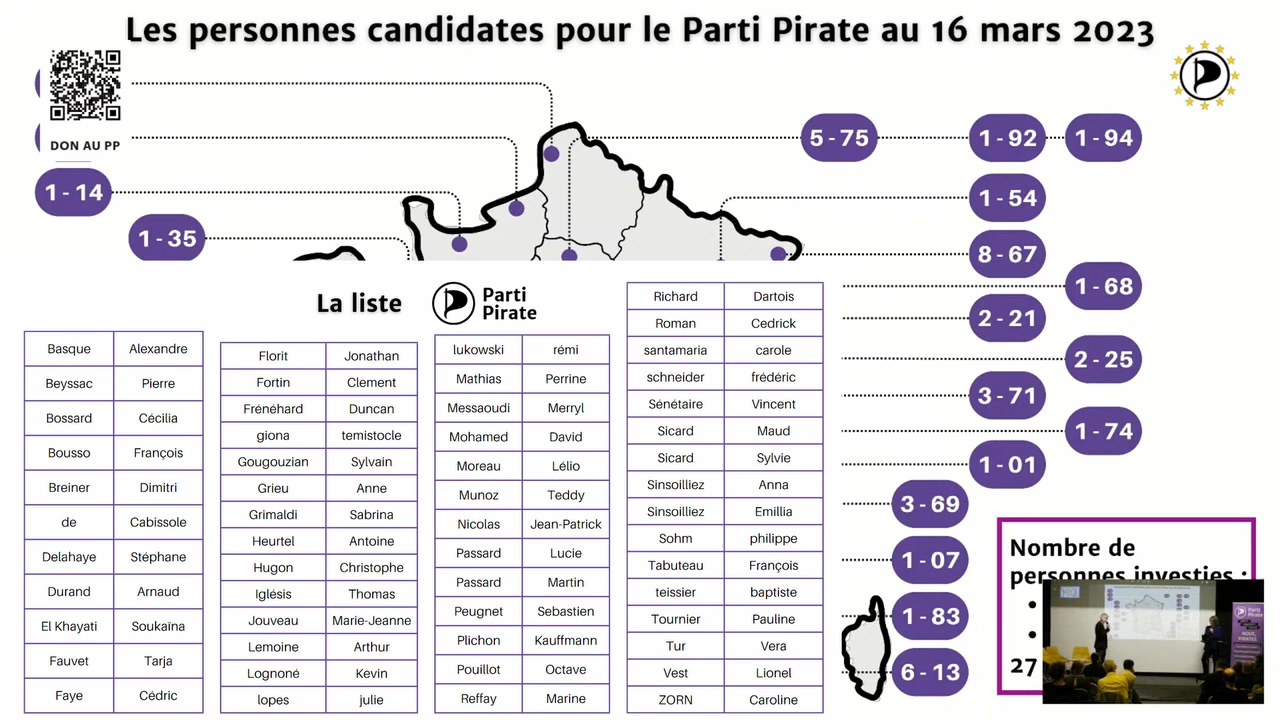 Les personnes candidates pour le Parti Pirate au 16 mars 2023
DON AU PP
1 - 14
1 - 35
5 - 75
1 - 92
1 - 94
1 - 54
8 - 67
1 - 68
2 - 21
2 - 25
3 - 71
1 - 74
1 - 01
3 - 69
1 - 07
1 - 83
6 - 13
La liste
Parti
Pirate
Basque Alexandre
Beyssac Pierre
Bossard Cécilia
Bousso François
Breiner Dimitri
de Cabissole
Delahaye Stéphane
Durand Arnaud
El Khayati Soukaïna
Fauvet Tarja
Faye Cédric
Florit Jonathan
Fortin Clement
Frénéhard Duncan
giona temistocle
Gougouzian Sylvain
Grieu Anne
Grimaldi Sabrina
Heurtel Antoine
Hugon Christophe
Iglésis Thomas
Jouveau Marie-Jeanne
Lemoine Arthur
Lognoné Kevin
lopes julie
lukowski rémi
Mathias Perrine
Messaoudi Merryl
Mohamed David
Moreau Lélio
Munoz Teddy
Nicolas Jean-Patrick
Passard Lucie
Passard Martin
Peugnet Sebastien
Plichon Kauffmann
Pouillot Octave
Reffay Marine
Richard Dartois
Roman Cedrick
santamaria carole
schneider frédéric
Sénétaire Vincent
Sicard Maud
Sicard Sylvie
Sinsoilliez Anna
Sinsoilliez Emillia
Sohm philippe
Tabuteau François
teissier baptiste
Tournier Pauline
Tur Vera
Vest Lionel
ZORN Caroline
Nombre de
personnes investies :
27
Parti
Pirate
NOUS,
PIRATES